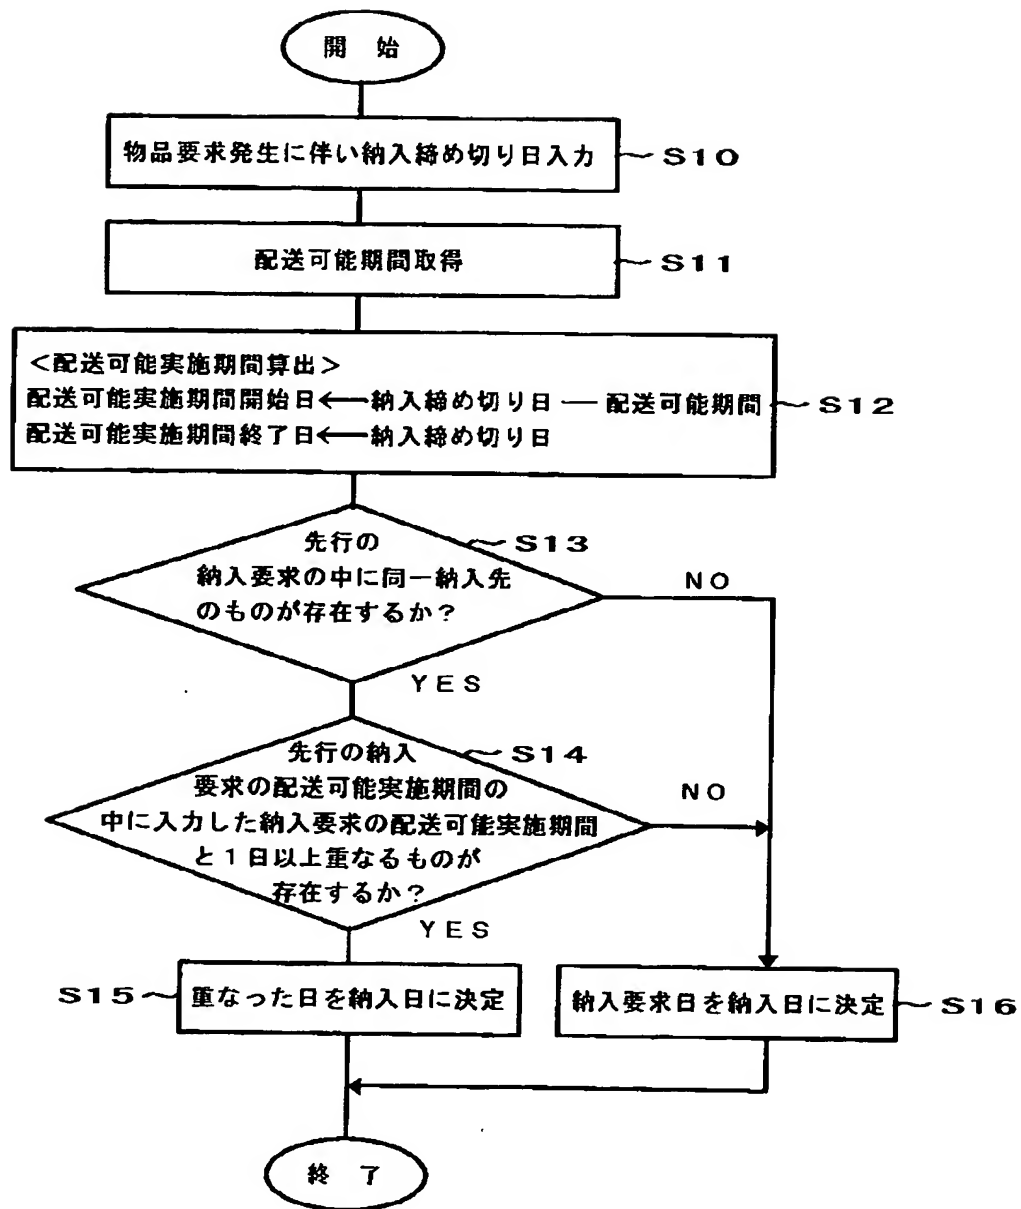 開 始
物品要求発生に伴い納入締め切り日入力
S10
配送可能期間取得
S11
<配送可能実施期間算出>
配送可能実施期間開始日←納入締め切り日 ― 配送可能期間
配送可能実施期間終了日←納入締め切り日
S12
先行の
納入要求の中に同一納入先
のものが存在するか?
S13
NO
YES
先行の納入
要求の配送可能実施期間の
中に入力した納入要求の配送可能実施期間
と1日以上重なるものが
存在するか?
S14
NO
YES
S15
重なった日を納入日に決定
納入要求日を納入日に決定
S16
終 了